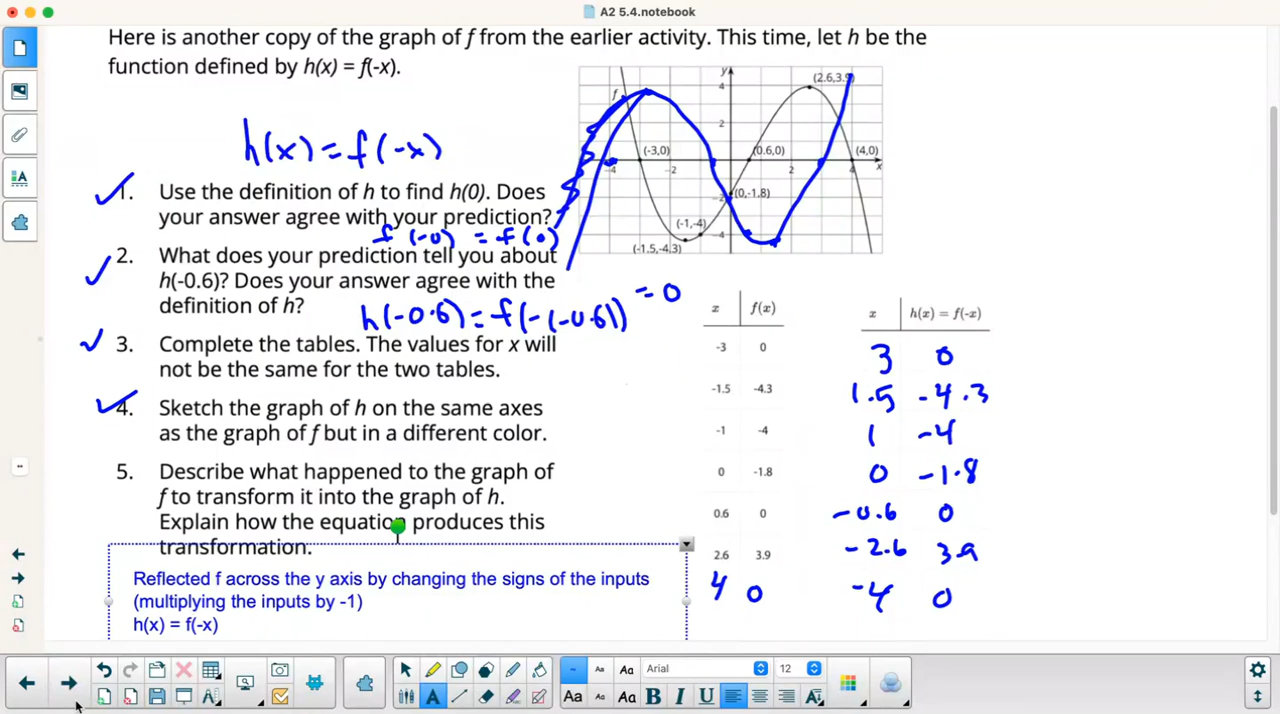 A2 5.4.notebook
Here is another copy of the graph of f from the earlier activity. This time, let h be the
function defined by h(x) = f(-x).
h(x) = f(-x)
1. Use the definition of h to find h(0). Does
your answer agree with your prediction?
f(-0) = f(0)
2. What does your prediction tell you about
h(-0.6)? Does your answer agree with the
definition of h?
h(-0.6) = f(-(-0.6)) = 0
3. Complete the tables. The values for x will
not be the same for the two tables.
4. Sketch the graph of h on the same axes
as the graph of f but in a different color.
5. Describe what happened to the graph of
f to transform it into the graph of h.
Explain how the equation produces this
transformation.
Reflected f across the y axis by changing the signs of the inputs
(multiplying the inputs by -1)
h(x) = f(-x)
y
f
4
(2.6,3.9)
2
(-3,0)
(0.6,0)
(4,0)
-4
-2
2
4
x
-2
(0,-1.8)
(-1,-4)
-4
(-1.5,-4.3)
x f(x)
-3 0
-1.5 -4.3
-1 -4
0 -1.8
0.6 0
2.6 3.9
4 0
x h(x) = f(-x)
3 0
1.5 -4.3
1 -4
0 -1.8
-0.6 0
-2.6 3.9
-4 0
Arial
12